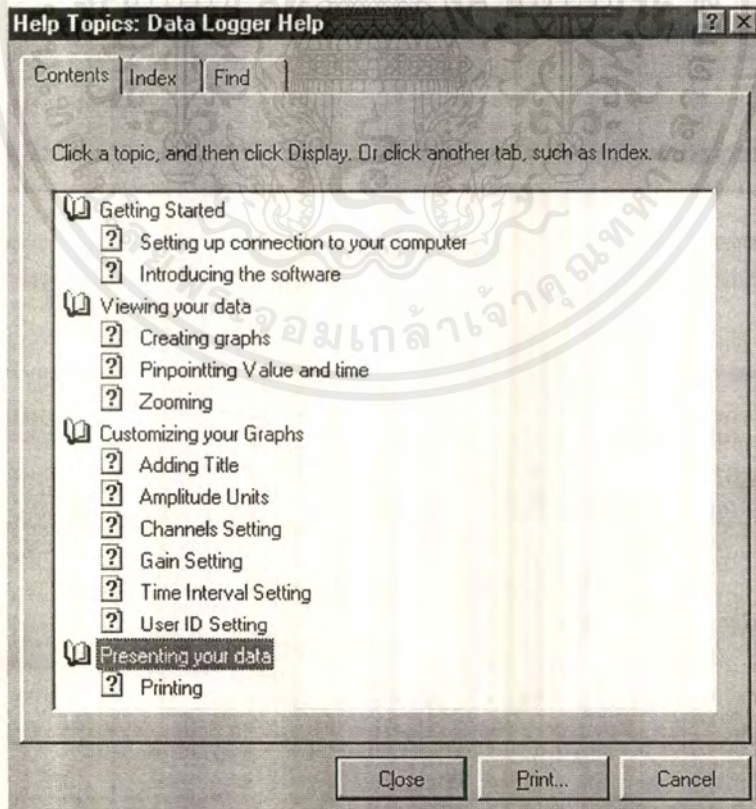 Help Topics: Data Logger Help
Contents Index Find
Click a topic, and then click Display. Or click another tab, such as Index.
Getting Started
Setting up connection to your computer
Introducing the software
Viewing your data
Creating graphs
Pinpointting Value and time
Zooming
Customizing your Graphs
Adding Title
Amplitude Units
Channels Setting
Gain Setting
Time Interval Setting
User ID Setting
Presenting your data
Printing
Close Print... Cancel